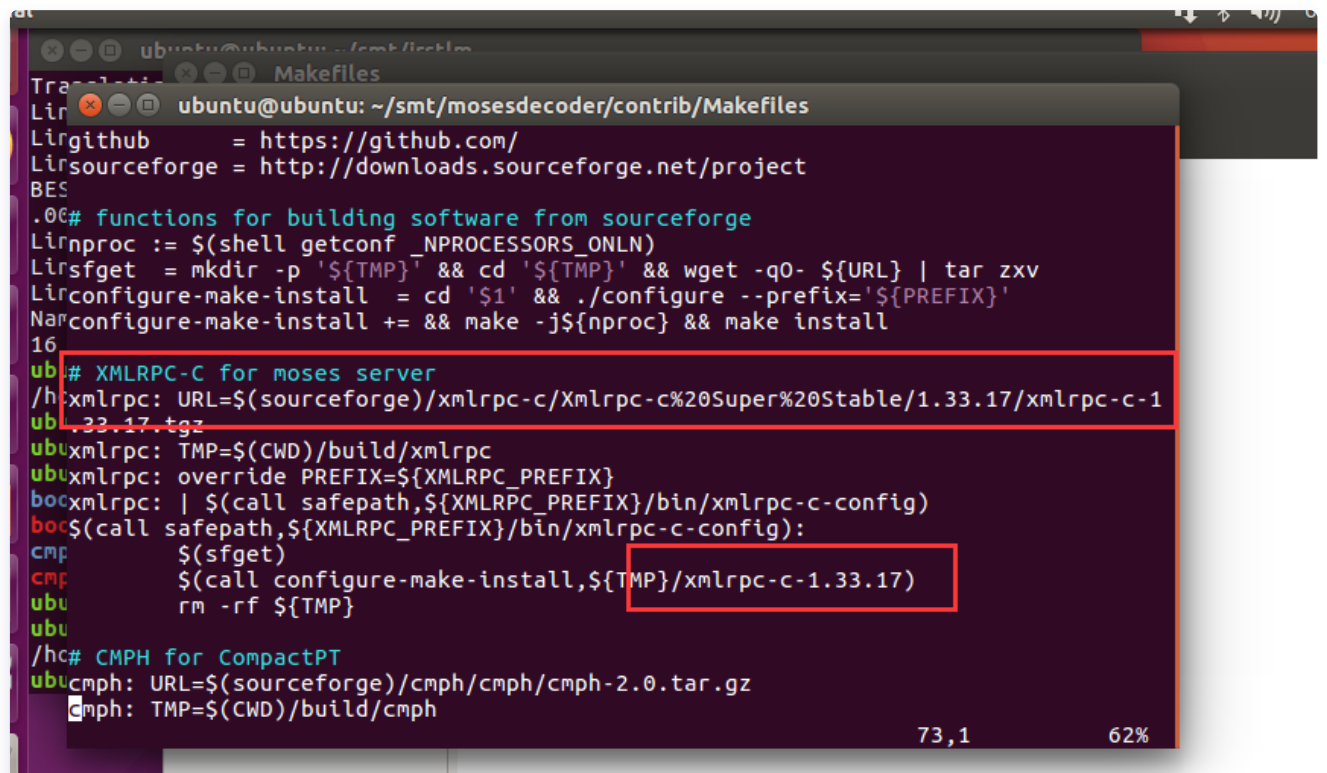 ubuntu@ubuntu: ~/smt/irstlm
Makefiles
ubuntu@ubuntu: ~/smt/mosesdecoder/contrib/Makefiles
github      = https://github.com/
sourceforge = http://downloads.sourceforge.net/project
# functions for building software from sourceforge
nproc := $(shell getconf _NPROCESSORS_ONLN)
sfget  = mkdir -p '${TMP}' && cd '${TMP}' && wget -qO- ${URL} | tar zxv
configure-make-install  = cd '$1' && ./configure --prefix='${PREFIX}'
configure-make-install += && make -j${nproc} && make install
# XMLRPC-C for moses server
xmlrpc: URL=$(sourceforge)/xmlrpc-c/Xmlrpc-c%20Super%20Stable/1.33.17/xmlrpc-c-1
.33.17.tgz
xmlrpc: TMP=$(CWD)/build/xmlrpc
xmlrpc: override PREFIX=${XMLRPC_PREFIX}
xmlrpc: | $(call safepath,${XMLRPC_PREFIX}/bin/xmlrpc-c-config)
$(call safepath,${XMLRPC_PREFIX}/bin/xmlrpc-c-config):
        $(sfget)
        $(call configure-make-install,${TMP}/xmlrpc-c-1.33.17)
        rm -rf ${TMP}
# CMPH for CompactPT
cmph: URL=$(sourceforge)/cmph/cmph/cmph-2.0.tar.gz
cmph: TMP=$(CWD)/build/cmph
73,1          62%